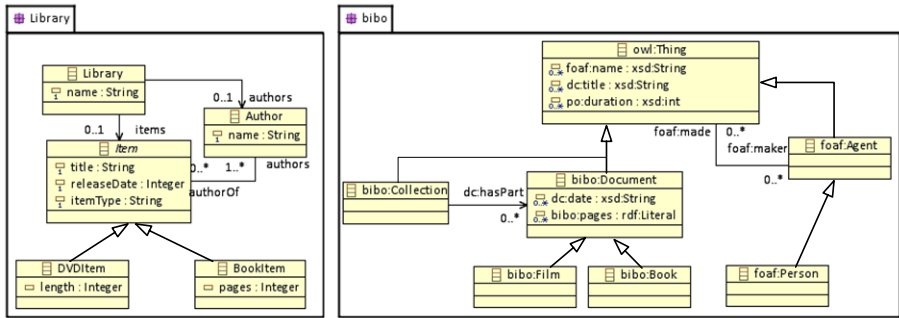 Library
Library
name : String
0..1 authors
Author
name : String
0..1 items
Item
title : String
releaseDate : Integer
itemType : String
0..* 1..* authors
authorOf
DVDItem
length : Integer
BookItem
pages : Integer
bibo
owl:Thing
foaf:name : xsd:String
dc:title : xsd:String
po:duration : xsd:int
foaf:made 0..*
foaf:maker
0..*
foaf:Agent
bibo:Collection
dc:hasPart
0..*
bibo:Document
dc:date : xsd:String
bibo:pages : rdf:Literal
bibo:Film
bibo:Book
foaf:Person